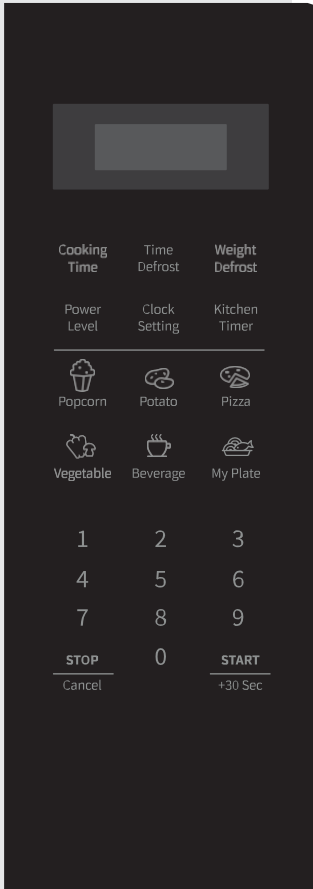 Cooking Time
Time Defrost
Weight Defrost
Power Level
Clock Setting
Kitchen Timer
Popcorn
Potato
Pizza
Vegetable
Beverage
My Plate
1 2 3
4 5 6
7 8 9
STOP 0 START
Cancel +30 Sec